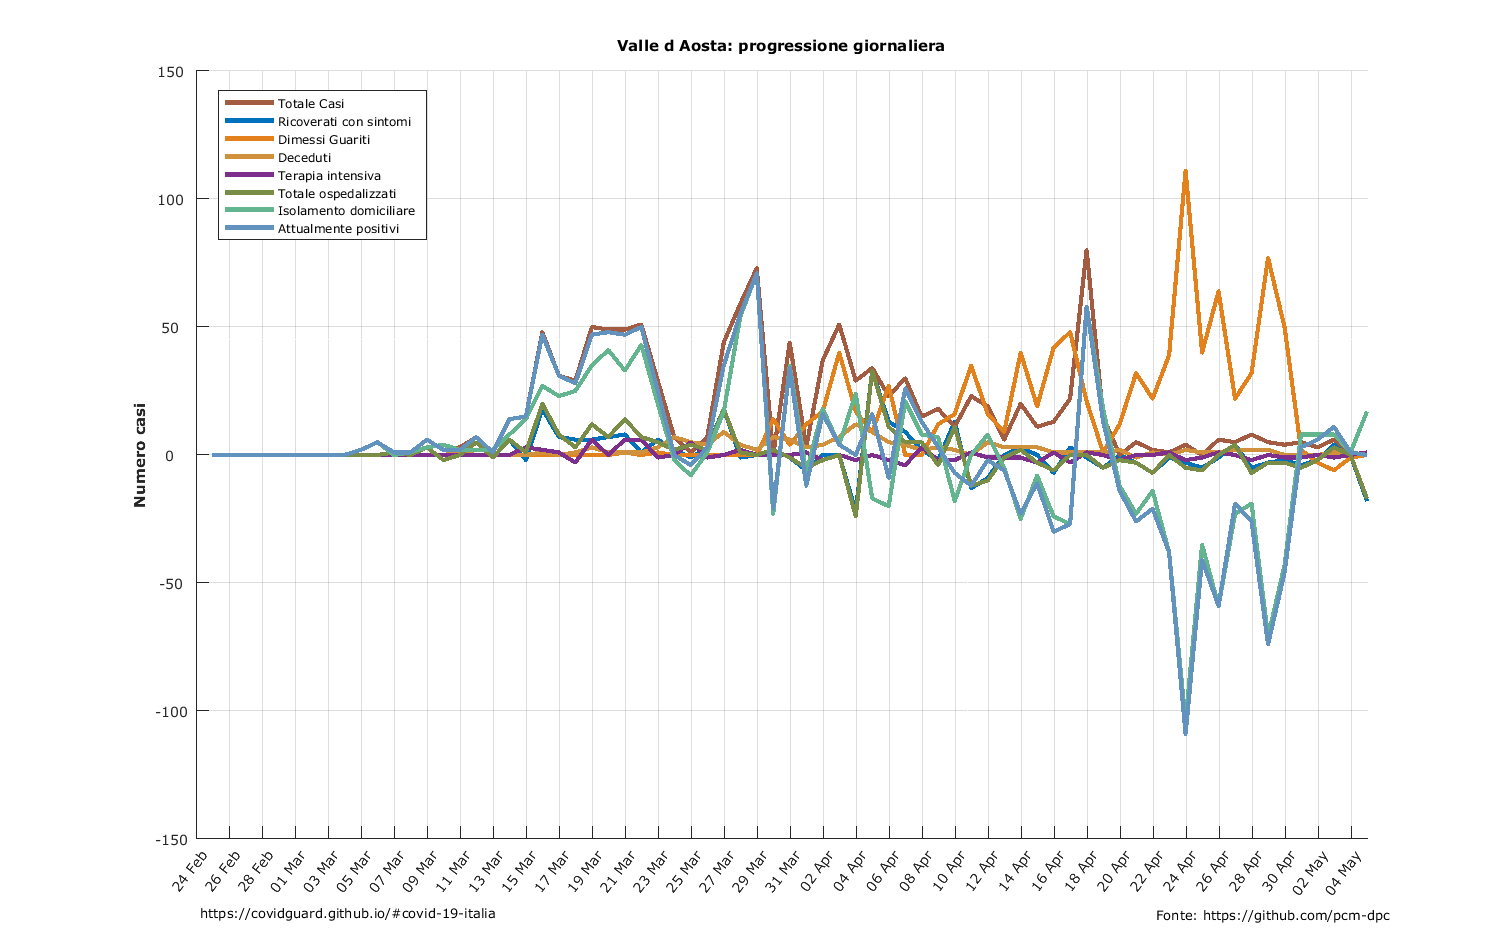 Valle d Aosta: progressione giornaliera
150
100
50
0
-50
-100
-150
Numero casi
Totale Casi
Ricoverati con sintomi
Dimessi Guariti
Deceduti
Terapia intensiva
Totale ospedalizzati
Isolamento domiciliare
Attualmente positivi
24 Feb
26 Feb
28 Feb
01 Mar
03 Mar
05 Mar
07 Mar
09 Mar
11 Mar
13 Mar
15 Mar
17 Mar
19 Mar
21 Mar
23 Mar
25 Mar
27 Mar
29 Mar
31 Mar
02 Apr
04 Apr
06 Apr
08 Apr
10 Apr
12 Apr
14 Apr
16 Apr
18 Apr
20 Apr
22 Apr
24 Apr
26 Apr
28 Apr
30 Apr
02 May
04 May
https://covidguard.github.io/#covid-19-italia
Fonte: https://github.com/pcm-dpc